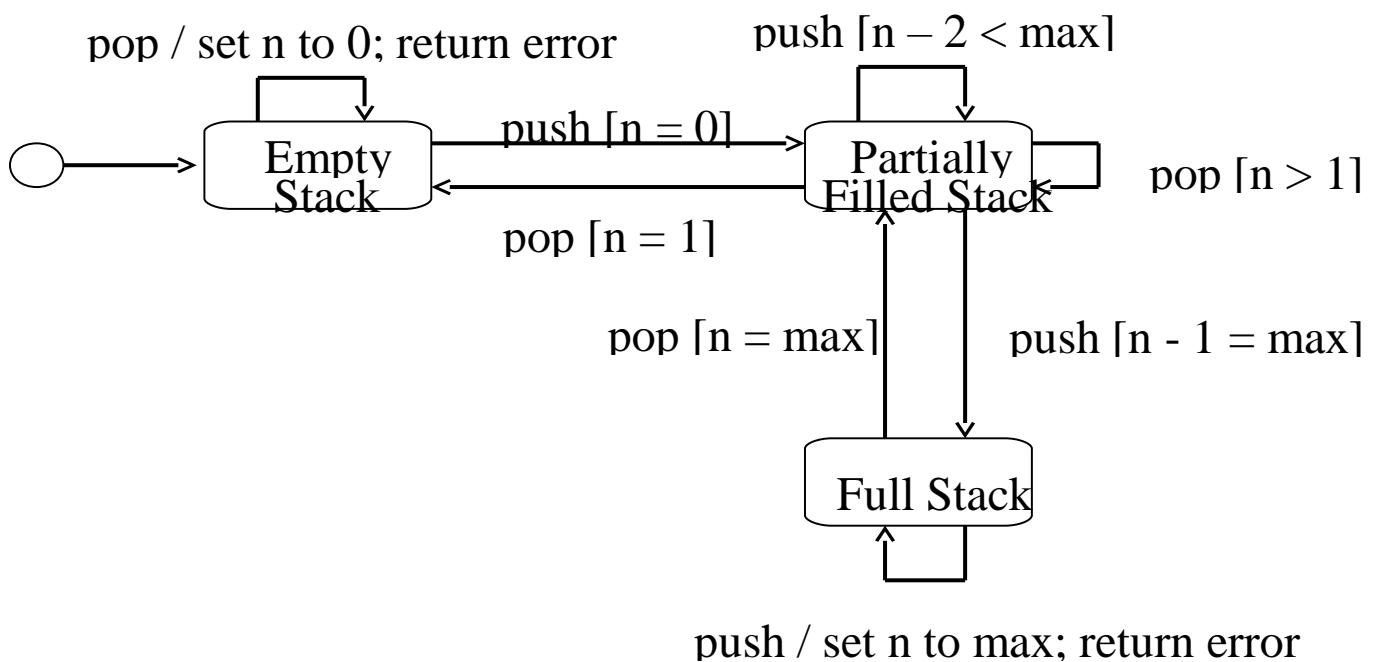 pop / set n to 0; return error
push [n – 2 < max]
push [n = 0]
Empty
Stack
Partially
Filled Stack
pop [n > 1]
pop [n = 1]
pop [n = max]
push [n - 1 = max]
Full Stack
push / set n to max; return error